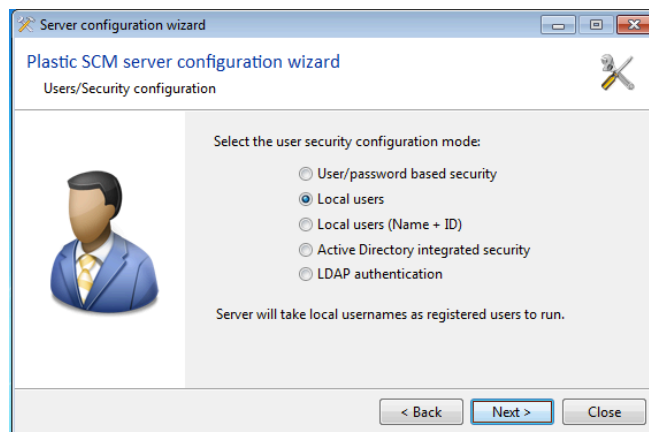 Server configuration wizard
Plastic SCM server configuration wizard
Users/Security configuration
Select the user security configuration mode:
User/password based security
Local users
Local users (Name + ID)
Active Directory integrated security
LDAP authentication
Server will take local usernames as registered users to run.
< Back Next > Close